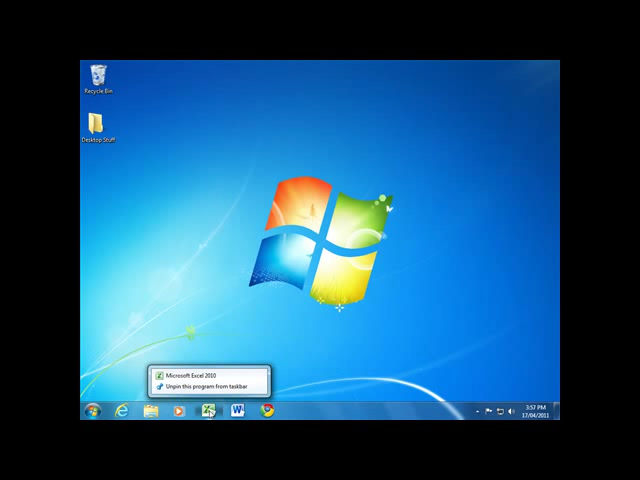 Recycle Bin
Desktop Stuff
Microsoft Excel 2010
Unpin this program from taskbar
3:57 PM
17/04/2011